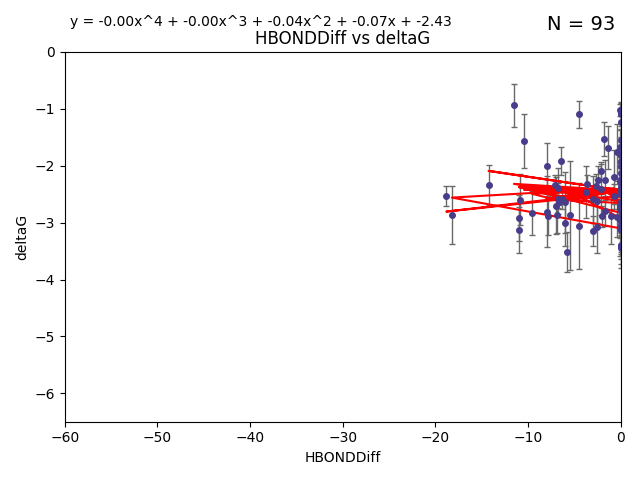 y = -0.00x^4 + -0.00x^3 + -0.04x^2 + -0.07x + -2.43
N = 93
HBONDDiff vs deltaG
0
−1
−2
−3
−4
−5
−6
deltaG
−60 −50 −40 −30 −20 −10 0
HBONDDiff